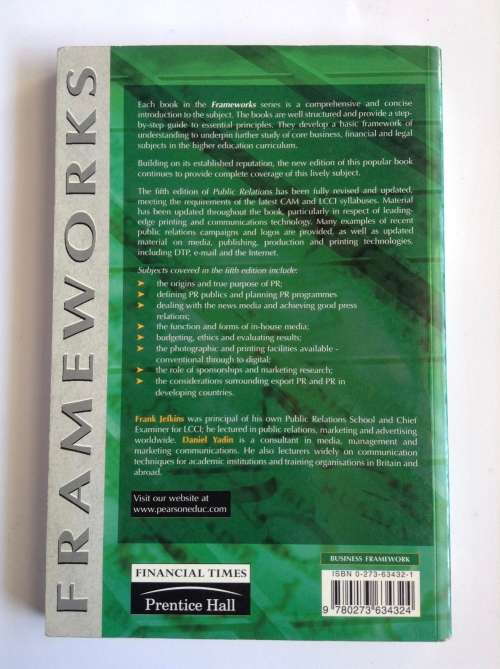 FRAMEWORKS
Each book in the Frameworks series is a comprehensive and concise
introduction to the subject. The books are well structured and provide a step-
by-step guide to essential principles. They develop a basic framework of
understanding to underpin further study of core business, financial and legal
subjects in the higher education curriculum.
Building on its established reputation, the new edition of this popular book
continues to provide complete coverage of this lively subject.
The fifth edition of Public Relations has been fully revised and updated,
meeting the requirements of the latest CAM and LCCI syllabuses. Material
has been updated throughout the book, particularly in respect of leading-
edge printing and communications technology. Many examples of recent
public relations campaigns and logos are provided, as well as updated
material on media, publishing, production and printing technologies,
including DTP, e-mail and the Internet.
Subjects covered in the fifth edition include:
➤ the origins and true purpose of PR;
➤ defining PR publics and planning PR programmes
➤ dealing with the news media and achieving good press
relations;
➤ the function and forms of in-house media;
➤ budgeting, ethics and evaluating results;
➤ the photographic and printing facilities available –
conventional through to digital;
➤ the role of sponsorships and marketing research;
➤ the considerations surrounding export PR and PR in
developing countries.
Frank Jefkins was principal of his own Public Relations School and Chief
Examiner for LCCI; he lectured in public relations, marketing and advertising
worldwide. Daniel Yadin is a consultant in media, management and
marketing communications. He also lectures widely on communication
techniques for academic institutions and training organisations in Britain and
abroad.
Visit our website at
www.pearsoneduc.com
FINANCIAL TIMES
Prentice Hall
BUSINESS FRAMEWORK
ISBN 0-273-63432-1
9 780273 634324